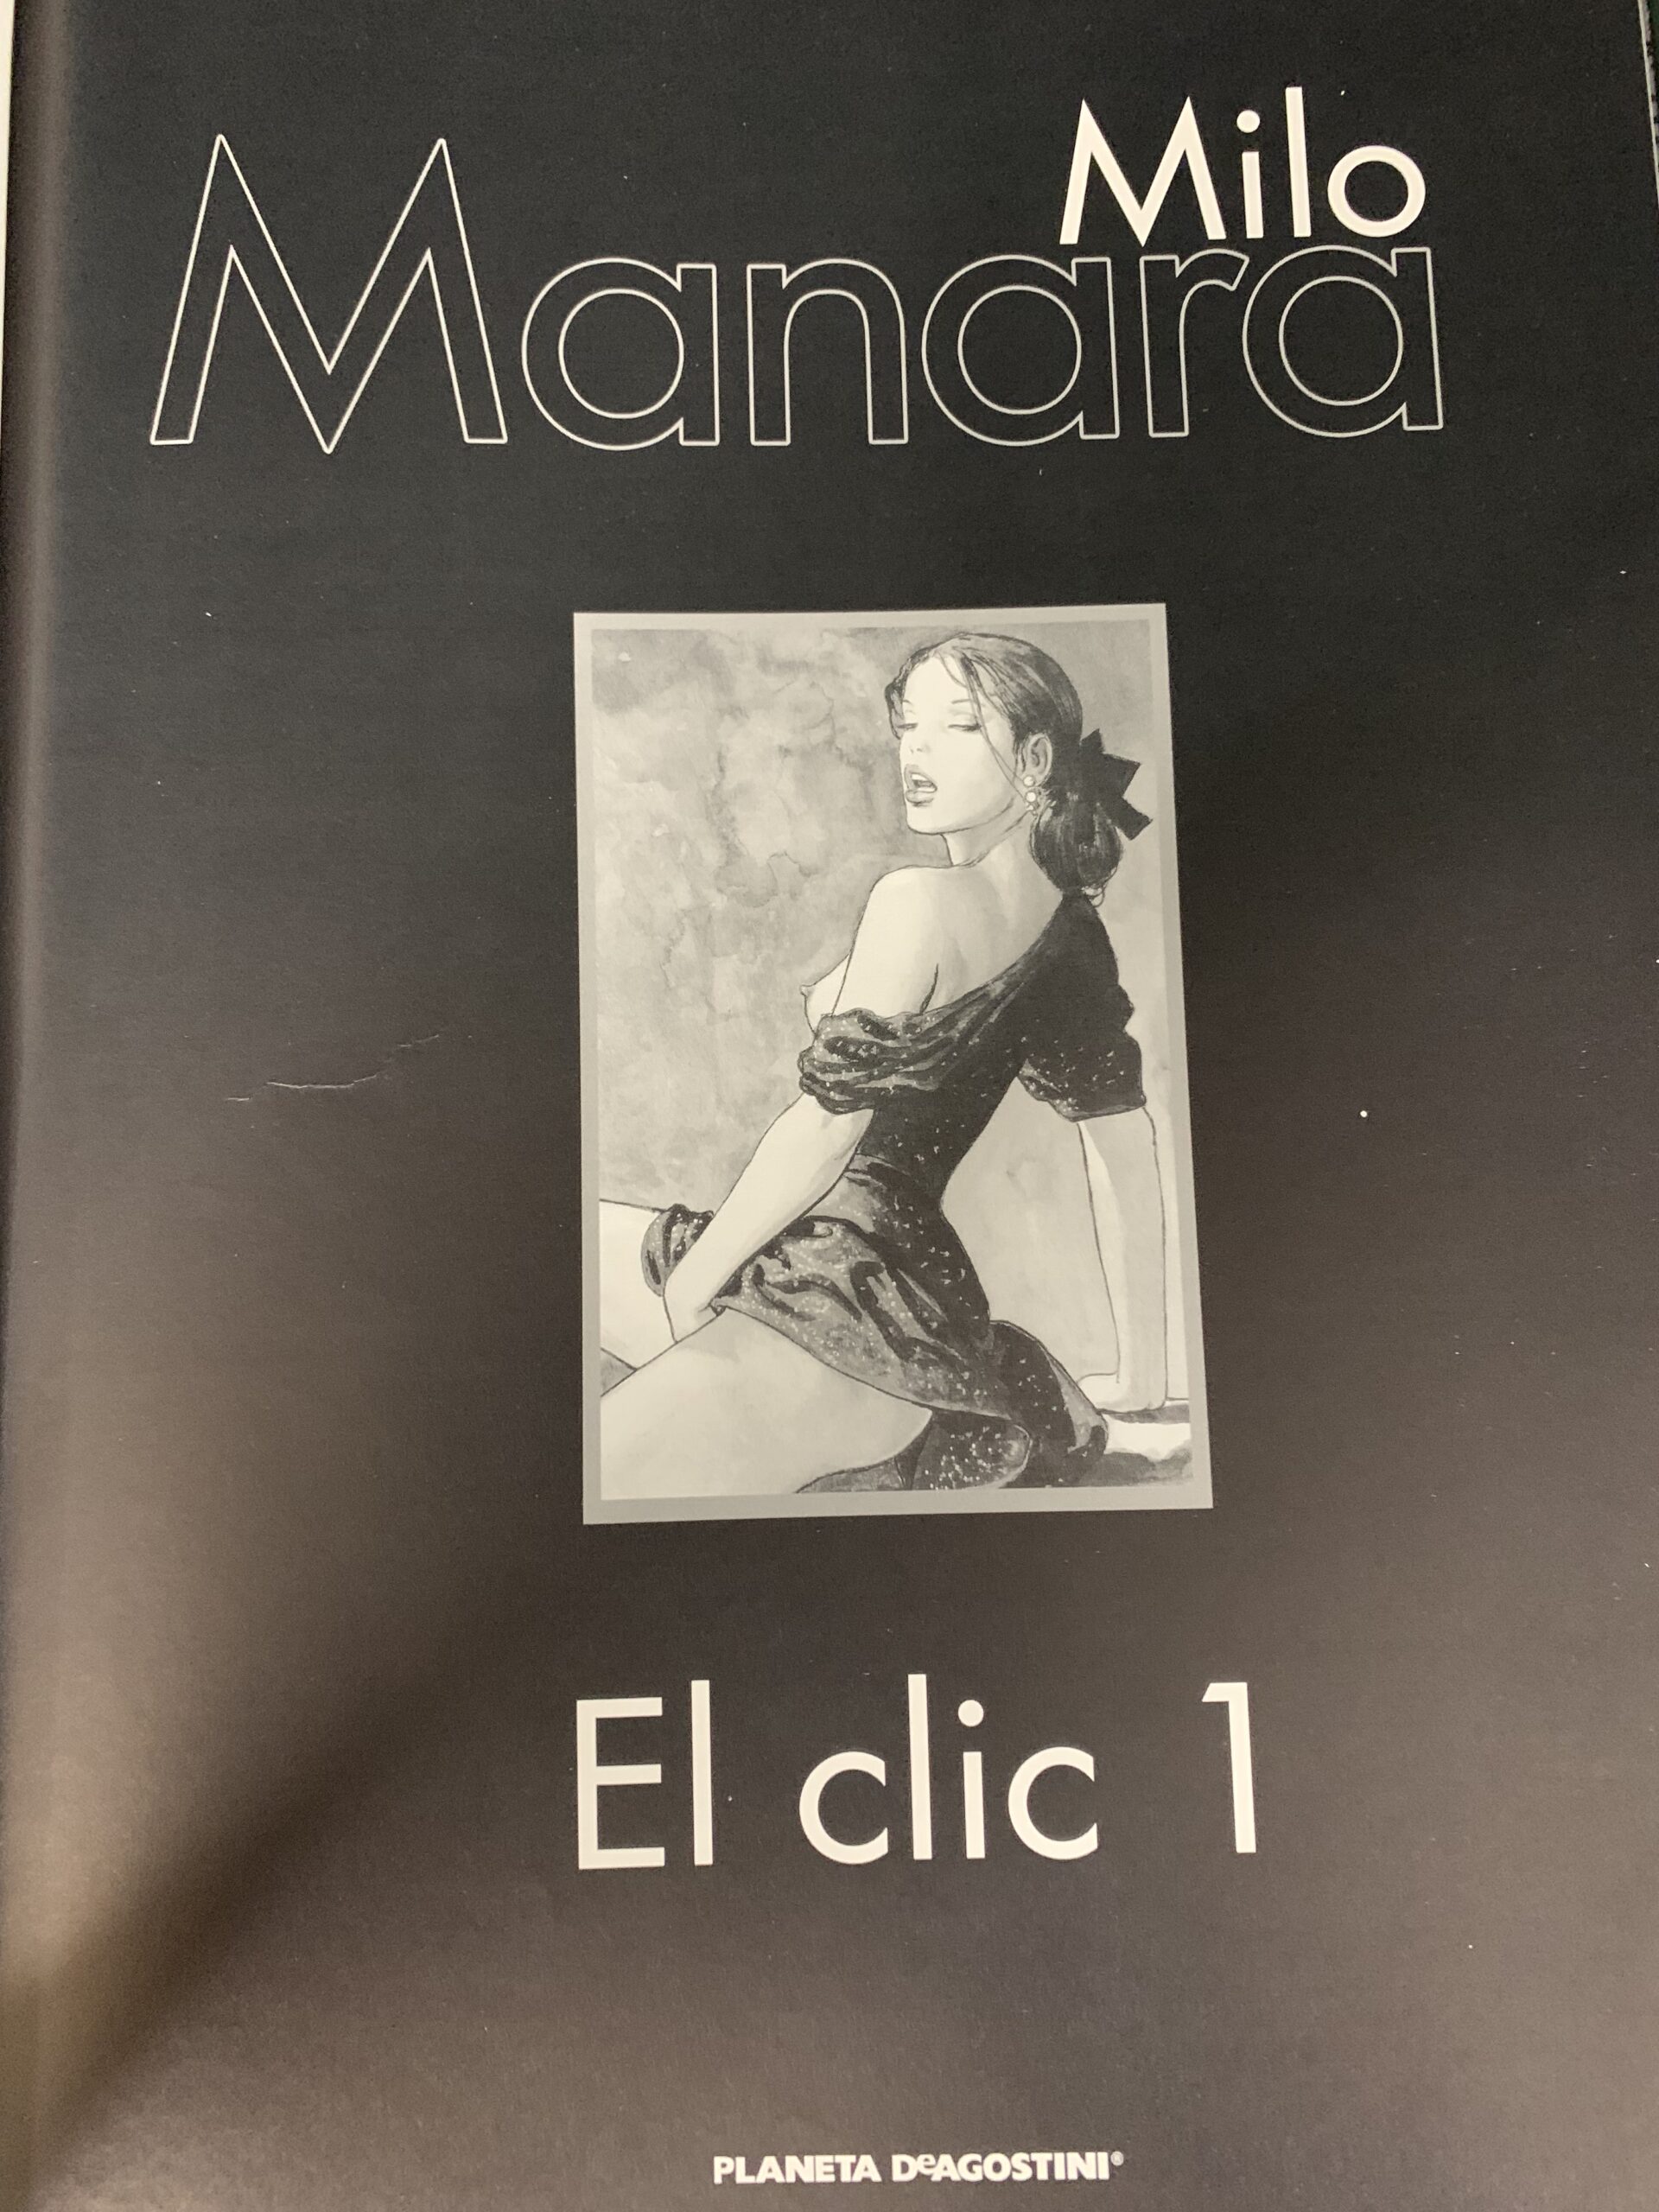 Milo
Manara
El clic 1
PLANETA DeAGOSTINI®